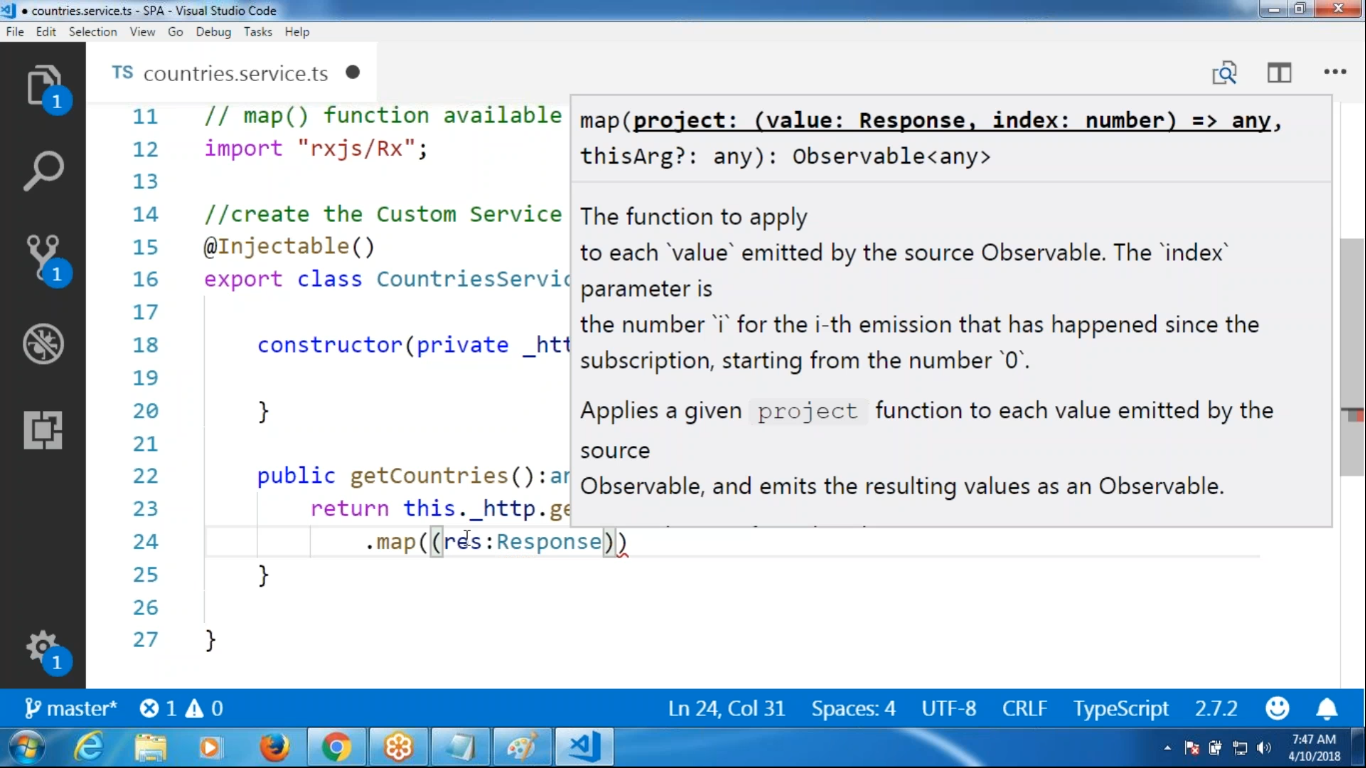 countries.service.ts - SPA - Visual Studio Code
File Edit Selection View Go Debug Tasks Help
TS countries.service.ts
1
1
1
11 // map() function available
12 import "rxjs/Rx";
13
14 //create the Custom Service
15 @Injectable()
16 export class CountriesServic
17
18 constructor(private _htt
19
20 }
21
22 public getCountries():an
23 return this._http.ge
24 .map((res:Response))
25 }
26
27 }
map(project: (value: Response, index: number) => any,
thisArg?: any): Observable<any>
The function to apply
to each `value` emitted by the source Observable. The `index`
parameter is
the number `i` for the i-th emission that has happened since the
subscription, starting from the number `0`.
Applies a given project function to each value emitted by the
source
Observable, and emits the resulting values as an Observable.
master* 1 0 Ln 24, Col 31 Spaces: 4 UTF-8 CRLF TypeScript 2.7.2
7:47 AM
4/10/2018